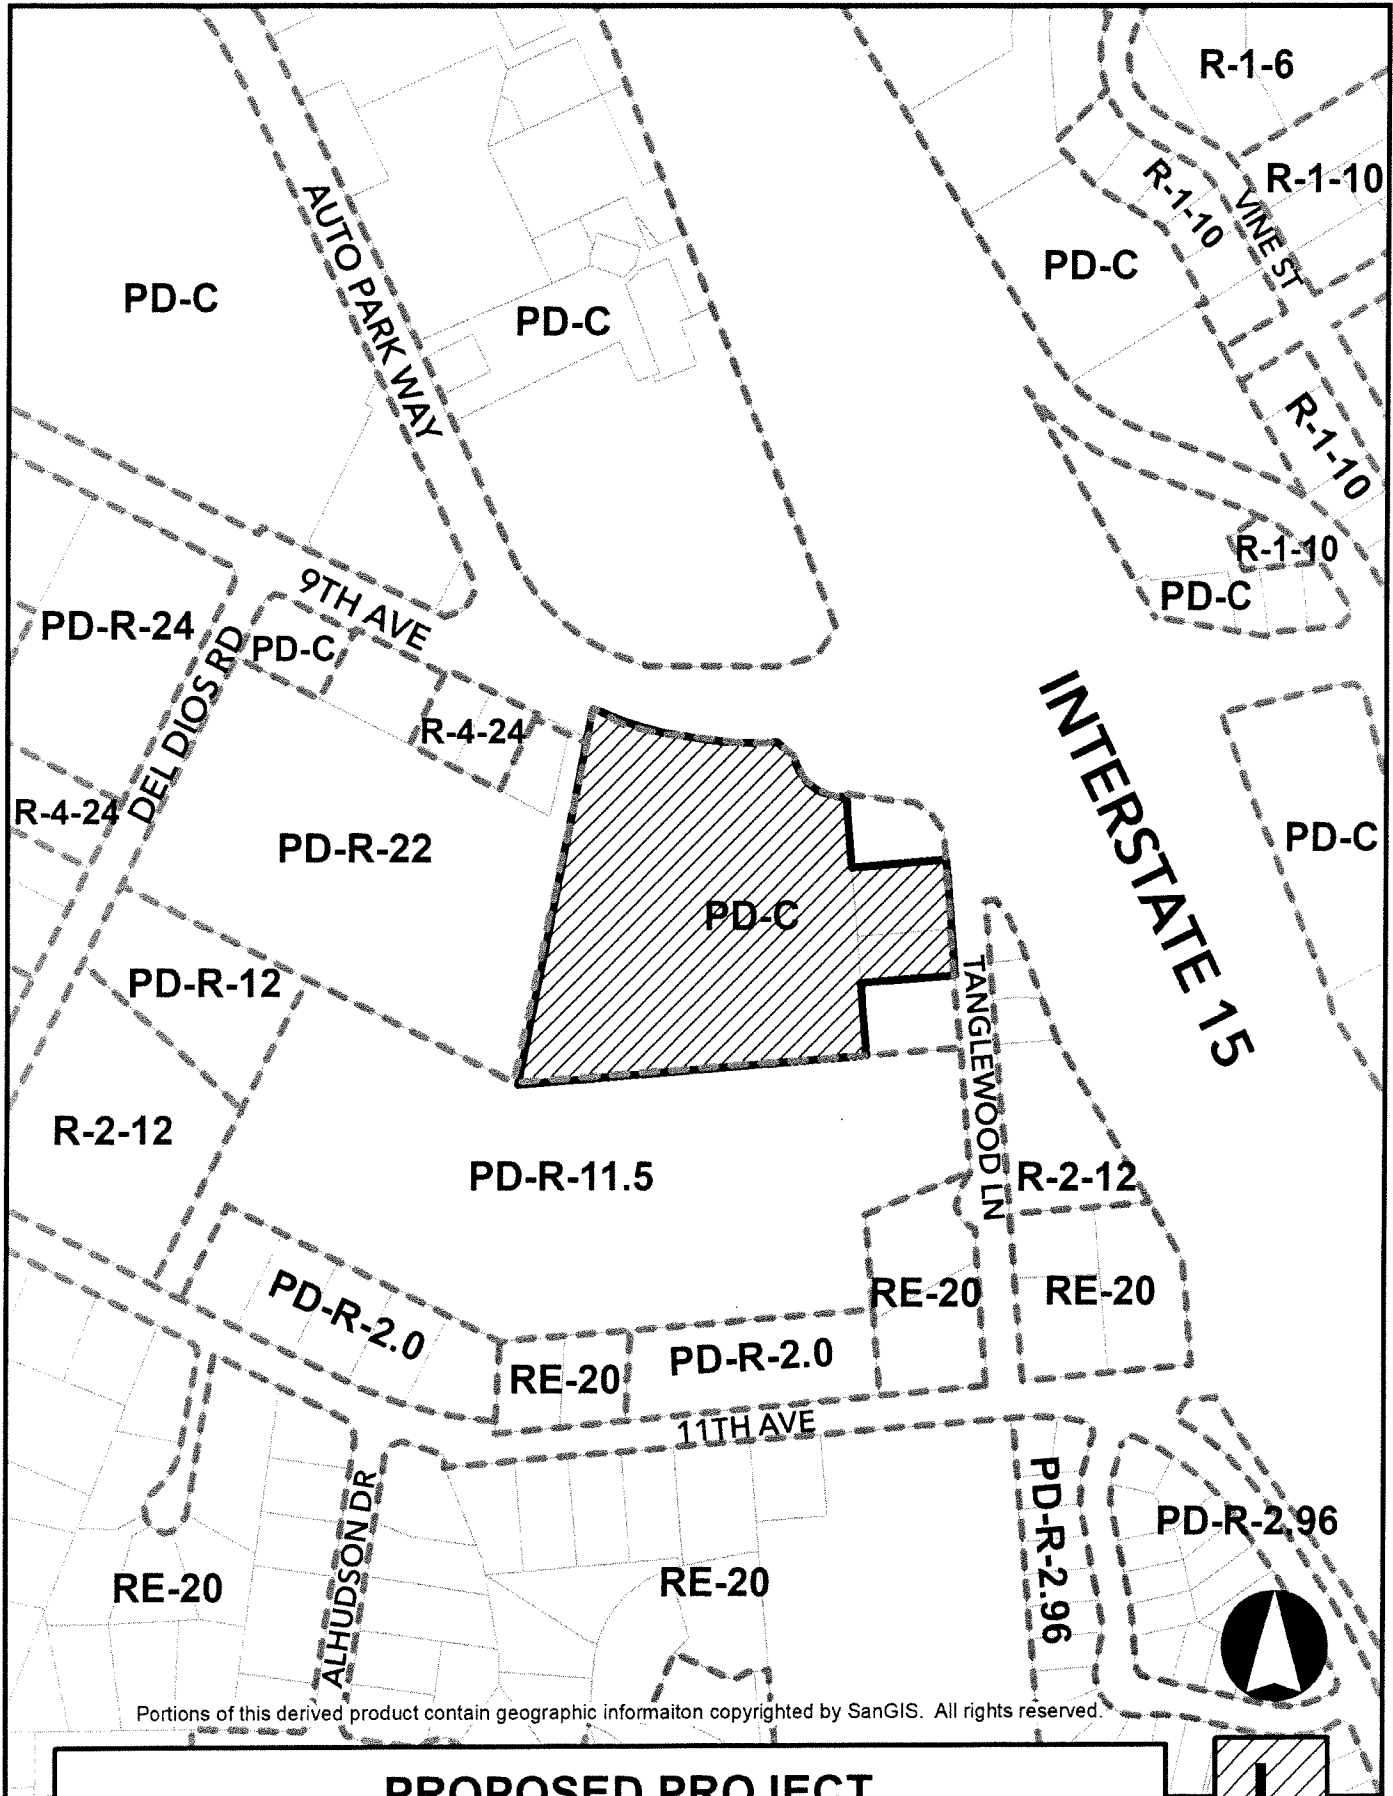 R-1-6
R-1-10
R-1-10
VINE ST
AUTO PARK WAY
PD-C
PD-C
PD-C
R-1-10
R-1-10
PD-C
9TH AVE
PD-R-24
PD-C
DEL DIOS RD
R-4-24
INTERSTATE 15
R-4-24
PD-R-22
PD-C
PD-C
PD-R-12
TANGLEWOOD LN
R-2-12
PD-R-11.5
R-2-12
PD-R-2.0
RE-20
RE-20
RE-20
PD-R-2.0
11TH AVE
ALHUDSON DR
PD-R-2.96
PD-R-2.96
RE-20
RE-20
Portions of this derived product contain geographic informaiton copyrighted by SanGIS.  All rights reserved.
PROPOSED PROJECT